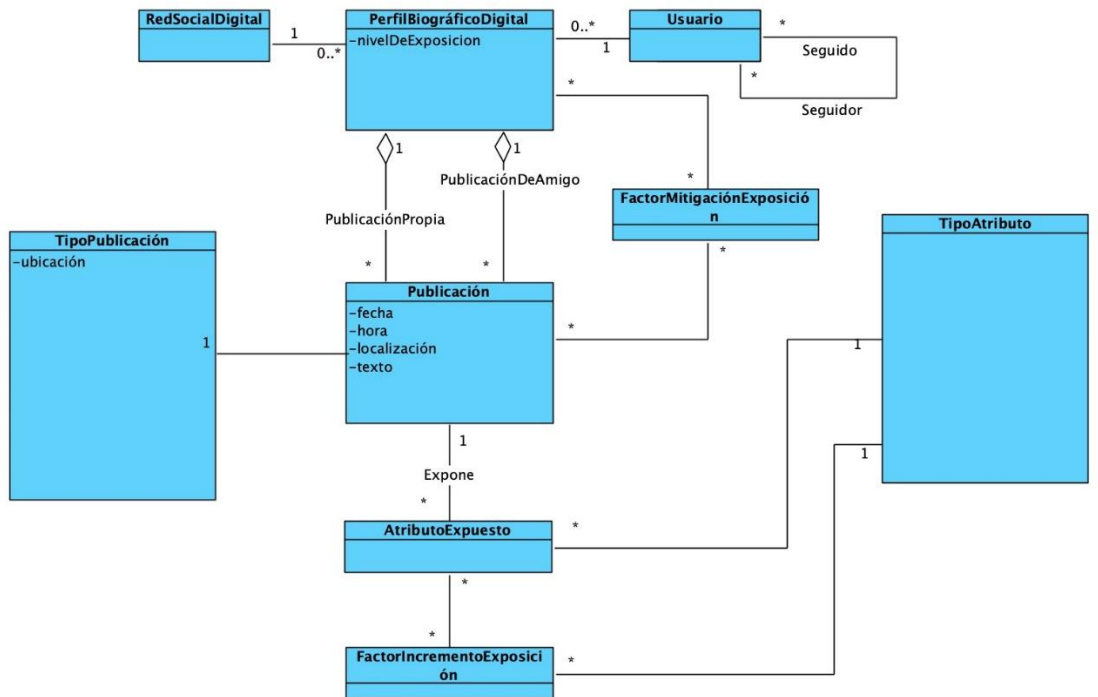 RedSocialDigital
1
0..*
PerfilBiográficoDigital
-nivelDeExposicion
0..*
1
Usuario
*
Seguido
*
Seguidor
*
1
1
PublicaciónDeAmigo
PublicaciónPropia
*
FactorMitigaciónExposició
n
*
TipoAtributo
TipoPublicación
-ubicación
*
*
Publicación
-fecha
-hora
-localización
-texto
*
1
1
1
1
Expone
*
AtributoExpuesto
*
*
*
FactorIncrementoExposici
ón
*